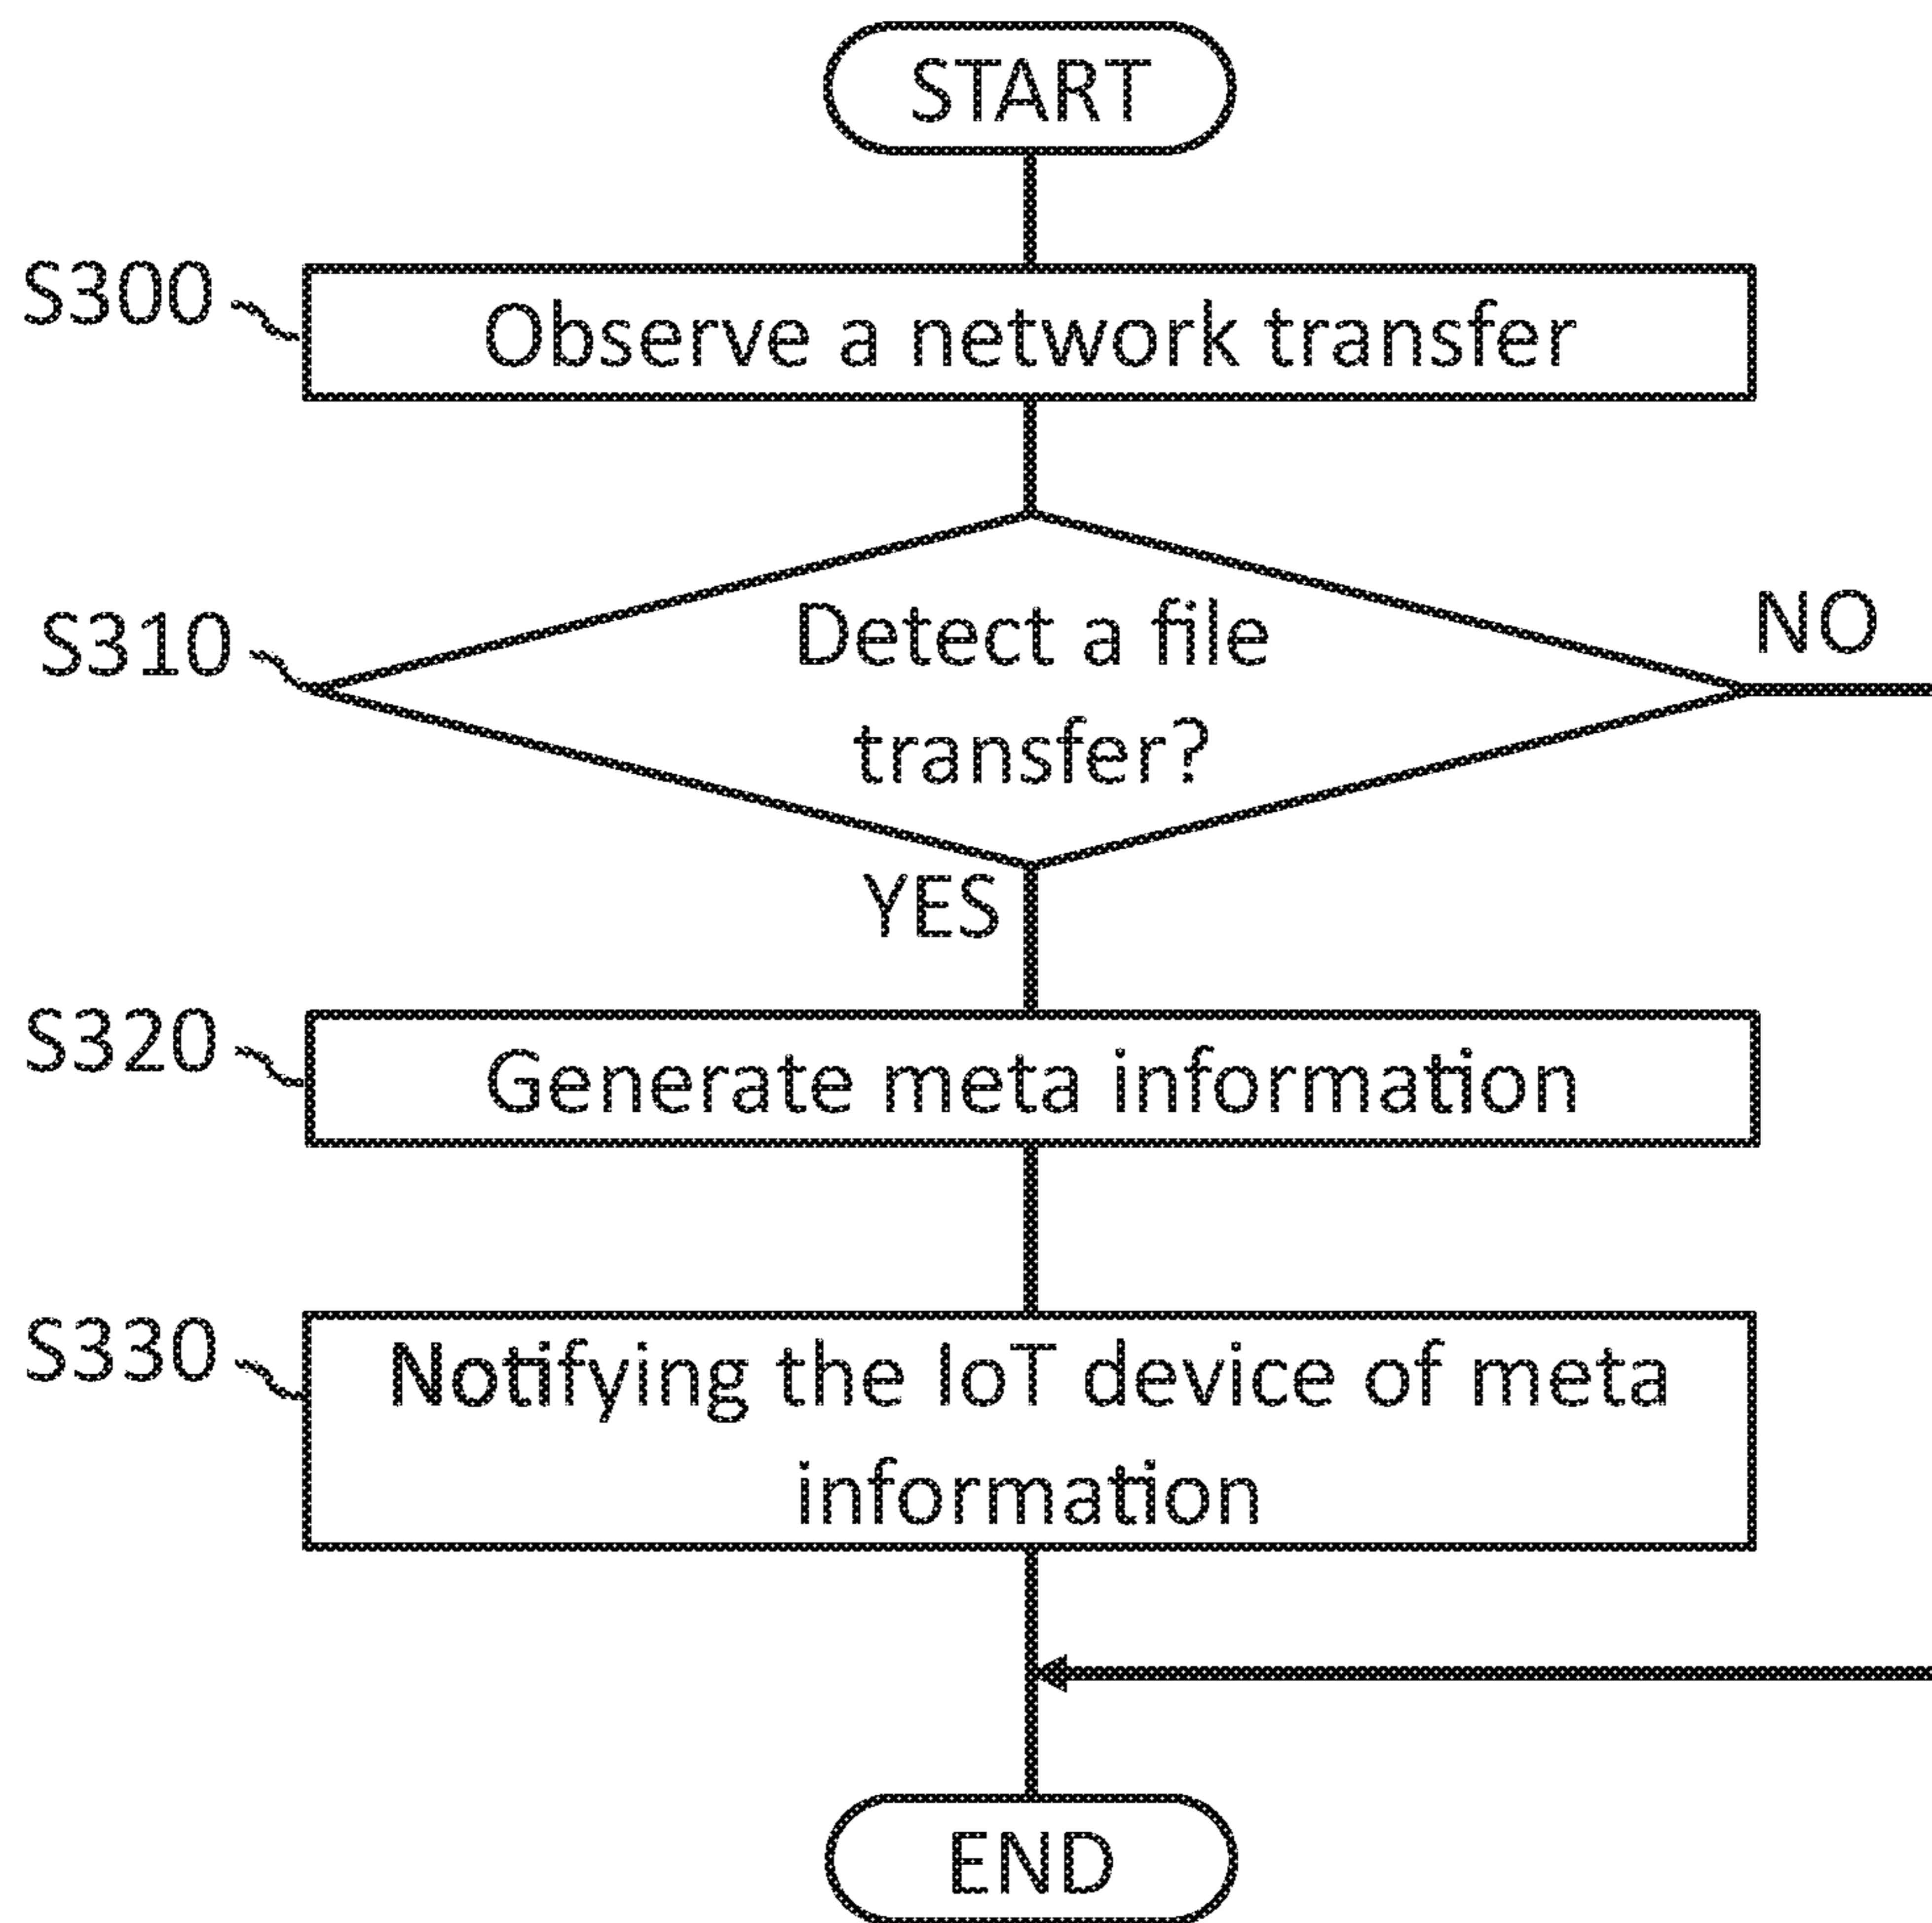 START
S300
Observe a network transfer
S310
Detect a file
transfer?
NO
YES
S320
Generate meta information
S330
Notifying the IoT device of meta
information
END